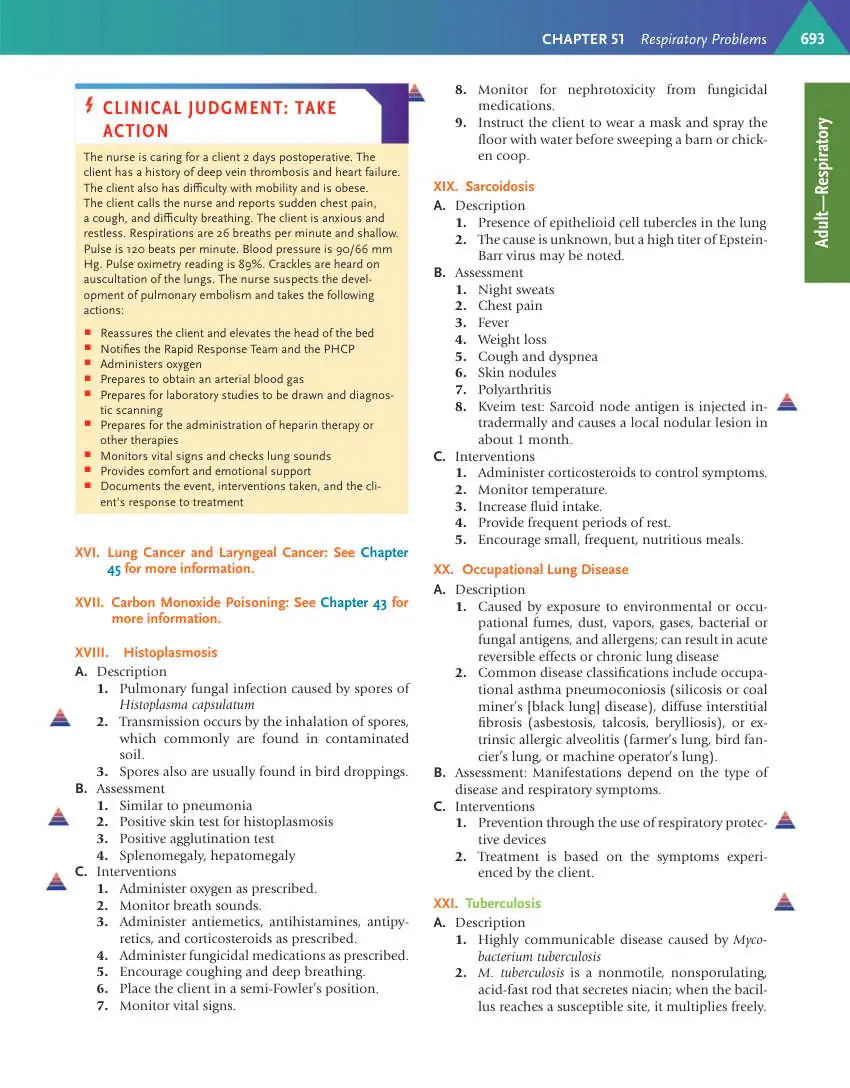 CHAPTER 51 Respiratory Problems 693
CLINICAL JUDGMENT: TAKE
ACTION
The nurse is caring for a client 2 days postoperative. The
client has a history of deep vein thrombosis and heart failure.
The client also has difficulty with mobility and is obese.
The client calls the nurse and reports sudden chest pain,
a cough, and difficulty breathing. The client is anxious and
restless. Respirations are 26 breaths per minute and shallow.
Pulse is 120 beats per minute. Blood pressure is 90/66 mm
Hg. Pulse oximetry reading is 89%. Crackles are heard on
auscultation of the lungs. The nurse suspects the devel-
opment of pulmonary embolism and takes the following
actions:
■ Reassures the client and elevates the head of the bed
■ Notifies the Rapid Response Team and the PHCP
■ Administers oxygen
■ Prepares to obtain an arterial blood gas
■ Prepares for laboratory studies to be drawn and diagnos-
tic scanning
■ Prepares for the administration of heparin therapy or
other therapies
■ Monitors vital signs and checks lung sounds
■ Provides comfort and emotional support
■ Documents the event, interventions taken, and the cli-
ent's response to treatment
XVI. Lung Cancer and Laryngeal Cancer: See Chapter
45 for more information.
XVII. Carbon Monoxide Poisoning: See Chapter 43 for
more information.
XVIII. Histoplasmosis
A. Description
1. Pulmonary fungal infection caused by spores of
Histoplasma capsulatum
2. Transmission occurs by the inhalation of spores,
which commonly are found in contaminated
soil.
3. Spores also are usually found in bird droppings.
B. Assessment
1. Similar to pneumonia
2. Positive skin test for histoplasmosis
3. Positive agglutination test
4. Splenomegaly, hepatomegaly
C. Interventions
1. Administer oxygen as prescribed.
2. Monitor breath sounds.
3. Administer antiemetics, antihistamines, antipy-
retics, and corticosteroids as prescribed.
4. Administer fungicidal medications as prescribed.
5. Encourage coughing and deep breathing.
6. Place the client in a semi-Fowler's position.
7. Monitor vital signs.
8. Monitor for nephrotoxicity from fungicidal
medications.
9. Instruct the client to wear a mask and spray the
floor with water before sweeping a barn or chick-
en coop.
XIX. Sarcoidosis
A. Description
1. Presence of epithelioid cell tubercles in the lung
2. The cause is unknown, but a high titer of Epstein-
Barr virus may be noted.
B. Assessment
1. Night sweats
2. Chest pain
3. Fever
4. Weight loss
5. Cough and dyspnea
6. Skin nodules
7. Polyarthritis
8. Kveim test: Sarcoid node antigen is injected in-
tradermally and causes a local nodular lesion in
about 1 month.
C. Interventions
1. Administer corticosteroids to control symptoms.
2. Monitor temperature.
3. Increase fluid intake.
4. Provide frequent periods of rest.
5. Encourage small, frequent, nutritious meals.
XX. Occupational Lung Disease
A. Description
1. Caused by exposure to environmental or occu-
pational fumes, dust, vapors, gases, bacterial or
fungal antigens, and allergens; can result in acute
reversible effects or chronic lung disease
2. Common disease classifications include occupa-
tional asthma pneumoconiosis (silicosis or coal
miner's [black lung] disease), diffuse interstitial
fibrosis (asbestosis, talcosis, berylliosis), or ex-
trinsic allergic alveolitis (farmer's lung, bird fan-
cier's lung, or machine operator's lung).
B. Assessment: Manifestations depend on the type of
disease and respiratory symptoms.
C. Interventions
1. Prevention through the use of respiratory protec-
tive devices
2. Treatment is based on the symptoms experi-
enced by the client.
XXI. Tuberculosis
A. Description
1. Highly communicable disease caused by Myco-
bacterium tuberculosis
2. M. tuberculosis is a nonmotile, nonsporulating,
acid-fast rod that secretes niacin; when the bacil-
lus reaches a susceptible site, it multiplies freely.
Adult—Respiratory